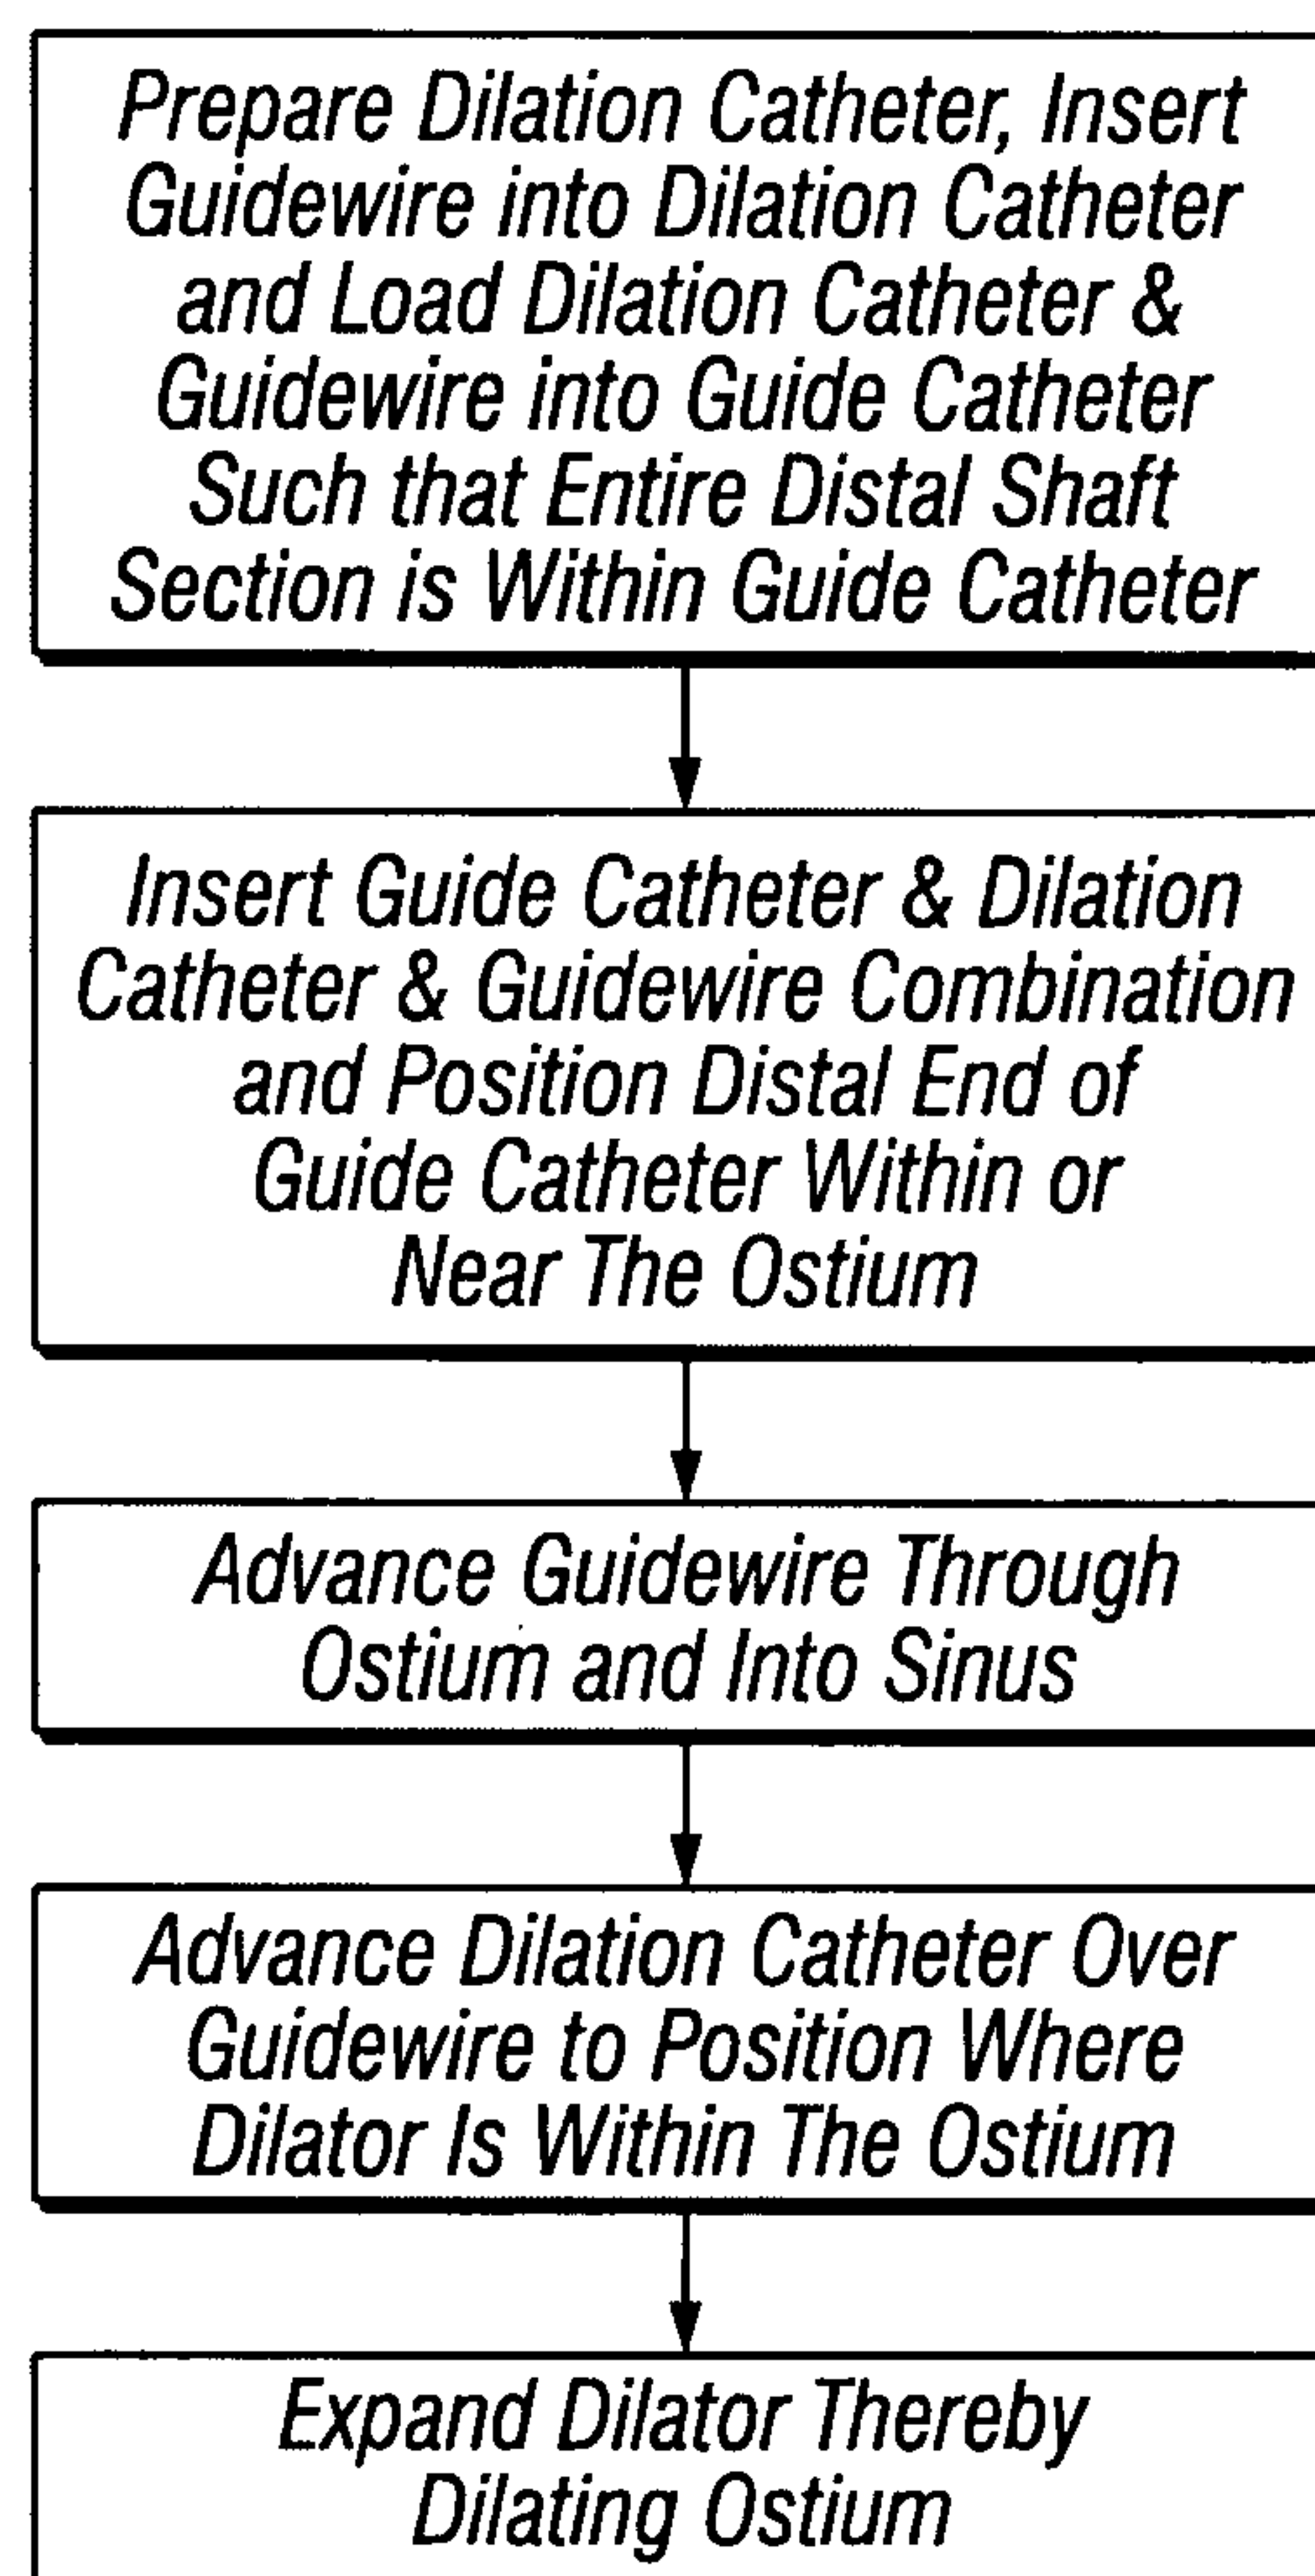 Prepare Dilation Catheter, Insert
Guidewire into Dilation Catheter
and Load Dilation Catheter &
Guidewire into Guide Catheter
Such that Entire Distal Shaft
Section is Within Guide Catheter
Insert Guide Catheter & Dilation
Catheter & Guidewire Combination
and Position Distal End of
Guide Catheter Within or
Near The Ostium
Advance Guidewire Through
Ostium and Into Sinus
Advance Dilation Catheter Over
Guidewire to Position Where
Dilator Is Within The Ostium
Expand Dilator Thereby
Dilating Ostium